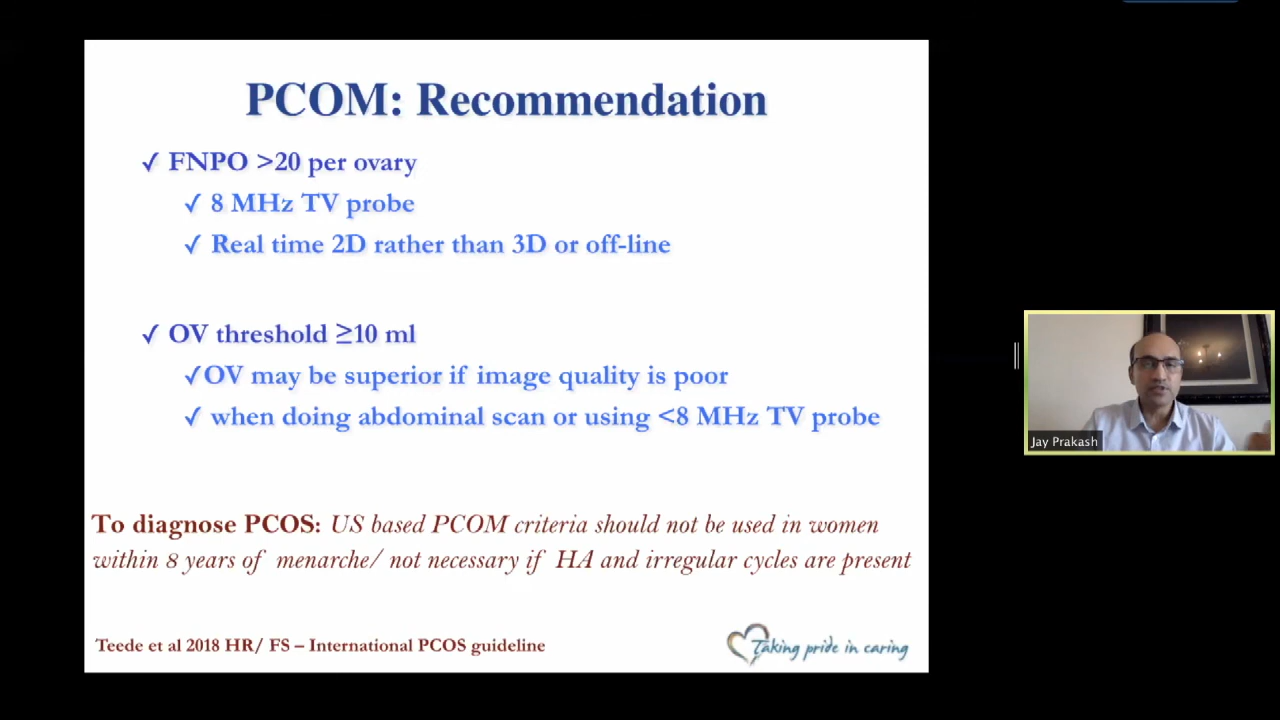 PCOM: Recommendation
✓ FNPO >20 per ovary
✓ 8 MHz TV probe
✓ Real time 2D rather than 3D or off-line
✓ OV threshold ≥10 ml
✓OV may be superior if image quality is poor
✓ when doing abdominal scan or using <8 MHz TV probe
Jay Prakash
To diagnose PCOS: US based PCOM criteria should not be used in women
within 8 years of menarche/ not necessary if HA and irregular cycles are present
Teede et al 2018 HR/ FS – International PCOS guideline
Taking pride in caring